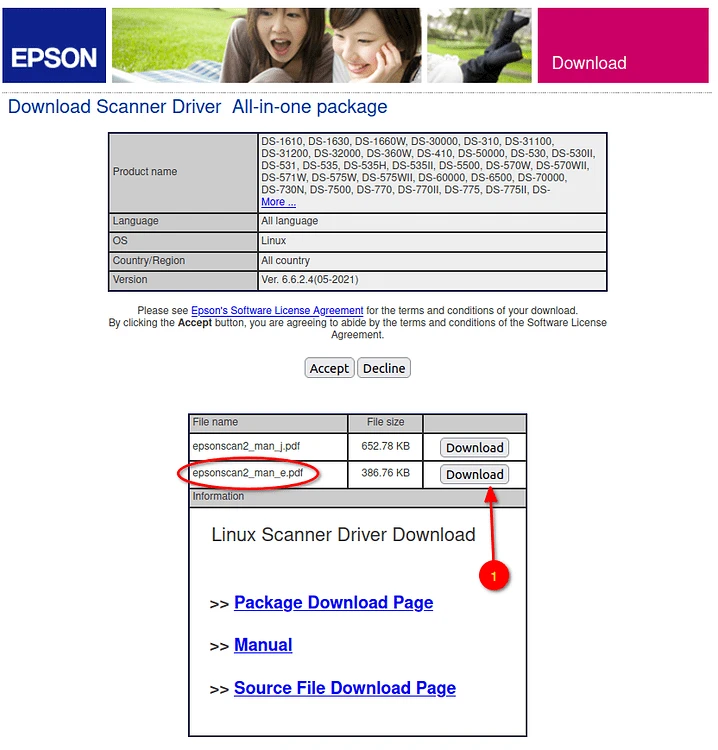 EPSON
Download
Download Scanner Driver All-in-one package
Product name
DS-1610, DS-1630, DS-1660W, DS-30000, DS-310, DS-31100,
DS-31200, DS-32000, DS-360W, DS-410, DS-50000, DS-530, DS-530II,
DS-531, DS-535, DS-535H, DS-535II, DS-5500, DS-570W, DS-570WII,
DS-571W, DS-575W, DS-575WII, DS-60000, DS-6500, DS-70000,
DS-730N, DS-7500, DS-770, DS-770II, DS-775, DS-775II, DS-
More ...
Language All language
OS Linux
Country/Region All country
Version Ver. 6.6.2.4(05-2021)
Please see Epson's Software License Agreement for the terms and conditions of your download.
By clicking the Accept button, you are agreeing to abide by the terms and conditions of the Software License
Agreement.
Accept Decline
File name File size
epsonscan2_man_j.pdf 652.78 KB Download
epsonscan2_man_e.pdf 386.76 KB Download
Information
Linux Scanner Driver Download
1
>> Package Download Page
>> Manual
>> Source File Download Page